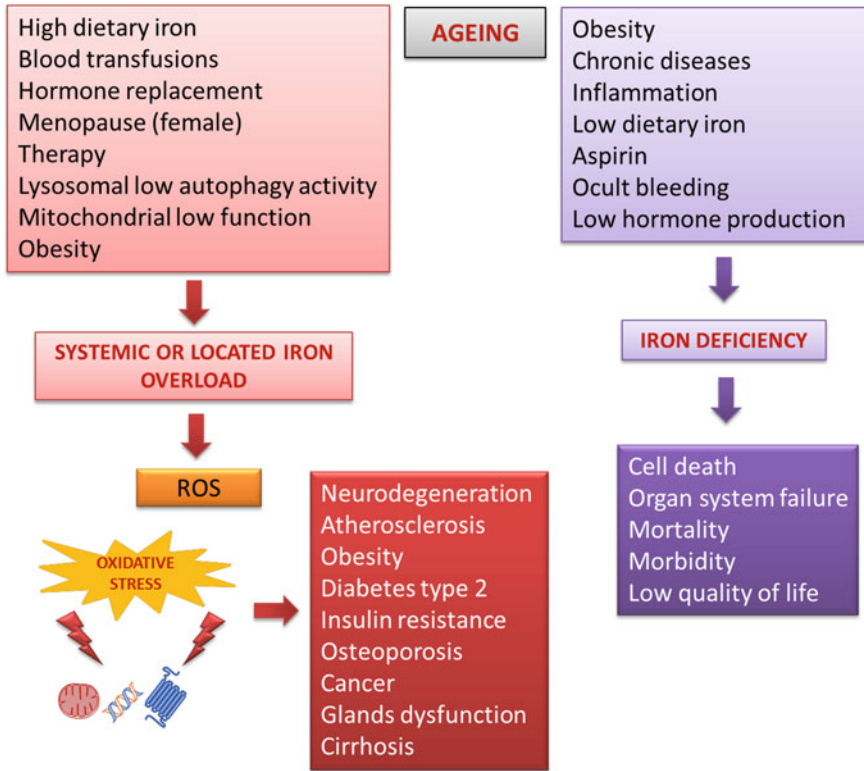 High dietary iron
Blood transfusions
Hormone replacement
Menopause (female)
Therapy
Lysosomal low autophagy activity
Mitochondrial low function
Obesity
AGEING
Obesity
Chronic diseases
Inflammation
Low dietary iron
Aspirin
Ocult bleeding
Low hormone production
SYSTEMIC OR LOCATED IRON
OVERLOAD
IRON DEFICIENCY
ROS
OXIDATIVE
STRESS
Neurodegeneration
Atherosclerosis
Obesity
Diabetes type 2
Insulin resistance
Osteoporosis
Cancer
Glands dysfunction
Cirrhosis
Cell death
Organ system failure
Mortality
Morbidity
Low quality of life